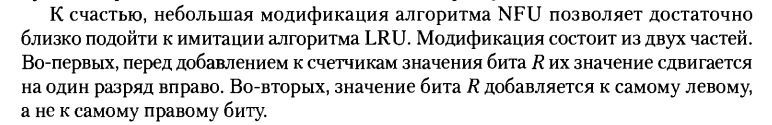 К счастью, небольшая модификация алгоритма NFU позволяет достаточно
близко подойти к имитации алгоритма LRU. Модификация состоит из двух частей.
Во-первых, перед добавлением к счетчикам значения бита R их значение сдвигается
на один разряд вправо. Во-вторых, значение бита R добавляется к самому левому,
а не к самому правому биту.